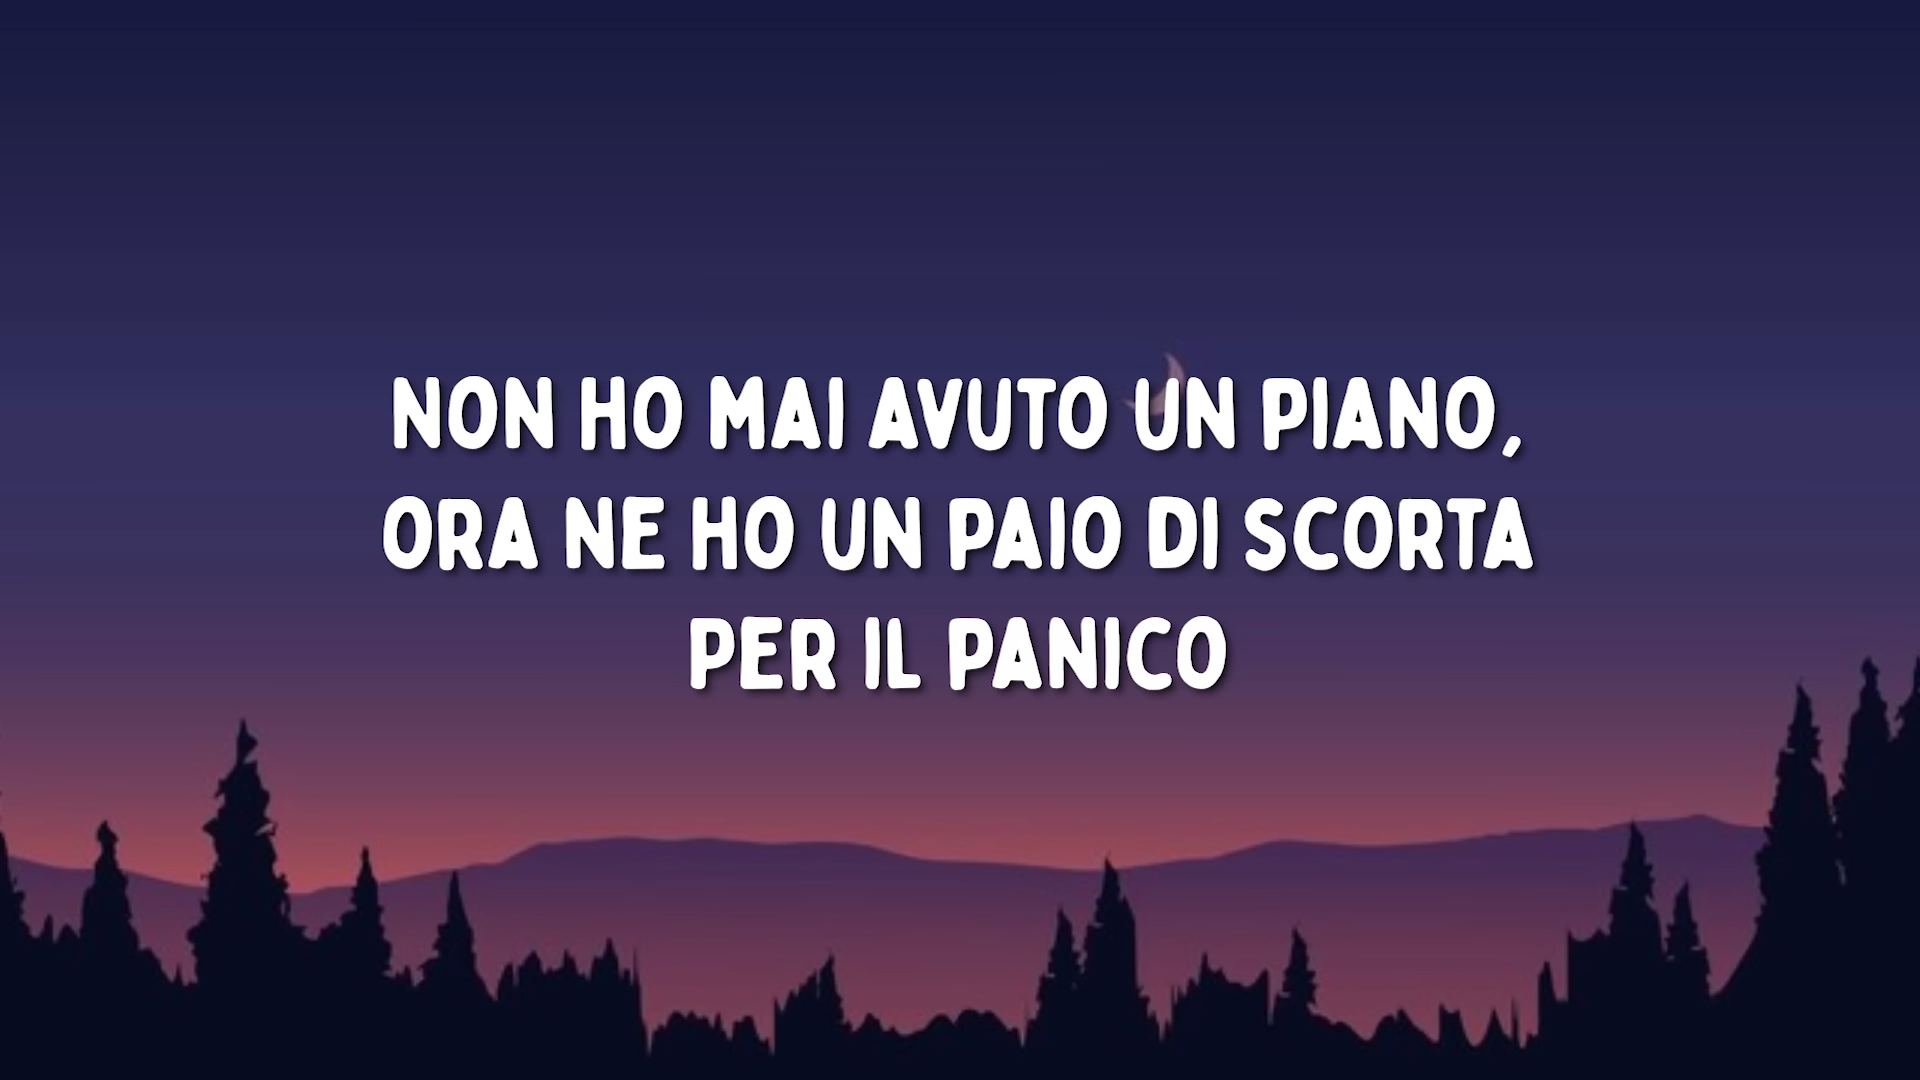 NON HO MAI AVUTO UN PIANO,
ORA NE HO UN PAIO DI SCORTA
PER IL PANICO